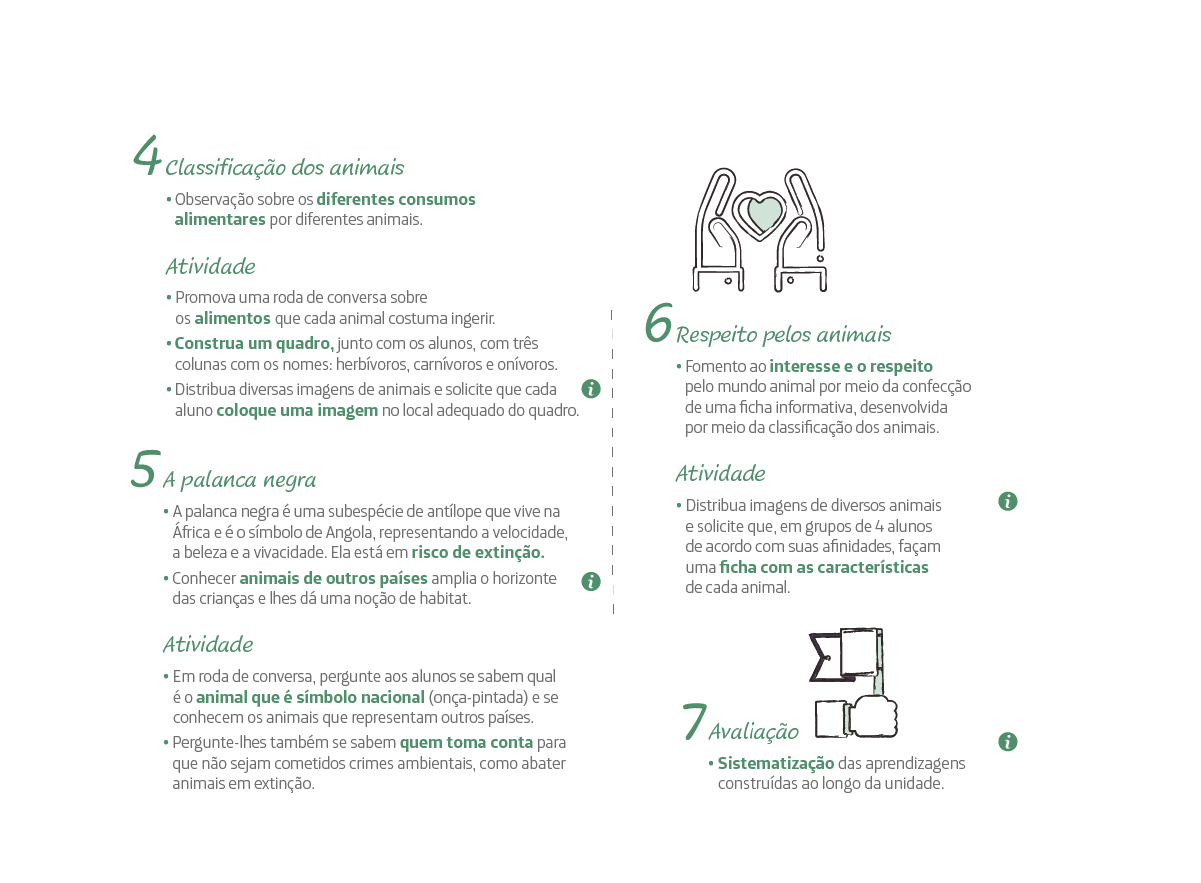 4 Classificação dos animais
• Observação sobre os diferentes consumos
alimentares por diferentes animais.
Atividade
• Promova uma roda de conversa sobre
os alimentos que cada animal costuma ingerir.
• Construa um quadro, junto com os alunos, com três
colunas com os nomes: herbívoros, carnívoros e onívoros.
• Distribua diversas imagens de animais e solicite que cada
aluno coloque uma imagem no local adequado do quadro.
i
5 A palanca negra
• A palanca negra é uma subespécie de antílope que vive na
África e é o símbolo de Angola, representando a velocidade,
a beleza e a vivacidade. Ela está em risco de extinção.
• Conhecer animais de outros países amplia o horizonte
das crianças e lhes dá uma noção de habitat.
i
Atividade
• Em roda de conversa, pergunte aos alunos se sabem qual
é o animal que é símbolo nacional (onça-pintada) e se
conhecem os animais que representam outros países.
• Pergunte-lhes também se sabem quem toma conta para
que não sejam cometidos crimes ambientais, como abater
animais em extinção.
6 Respeito pelos animais
• Fomento ao interesse e o respeito
pelo mundo animal por meio da confecção
de uma ficha informativa, desenvolvida
por meio da classificação dos animais.
Atividade
• Distribua imagens de diversos animais
e solicite que, em grupos de 4 alunos
de acordo com suas afinidades, façam
uma ficha com as características
de cada animal.
i
7 Avaliação
• Sistematização das aprendizagens
construídas ao longo da unidade.
i